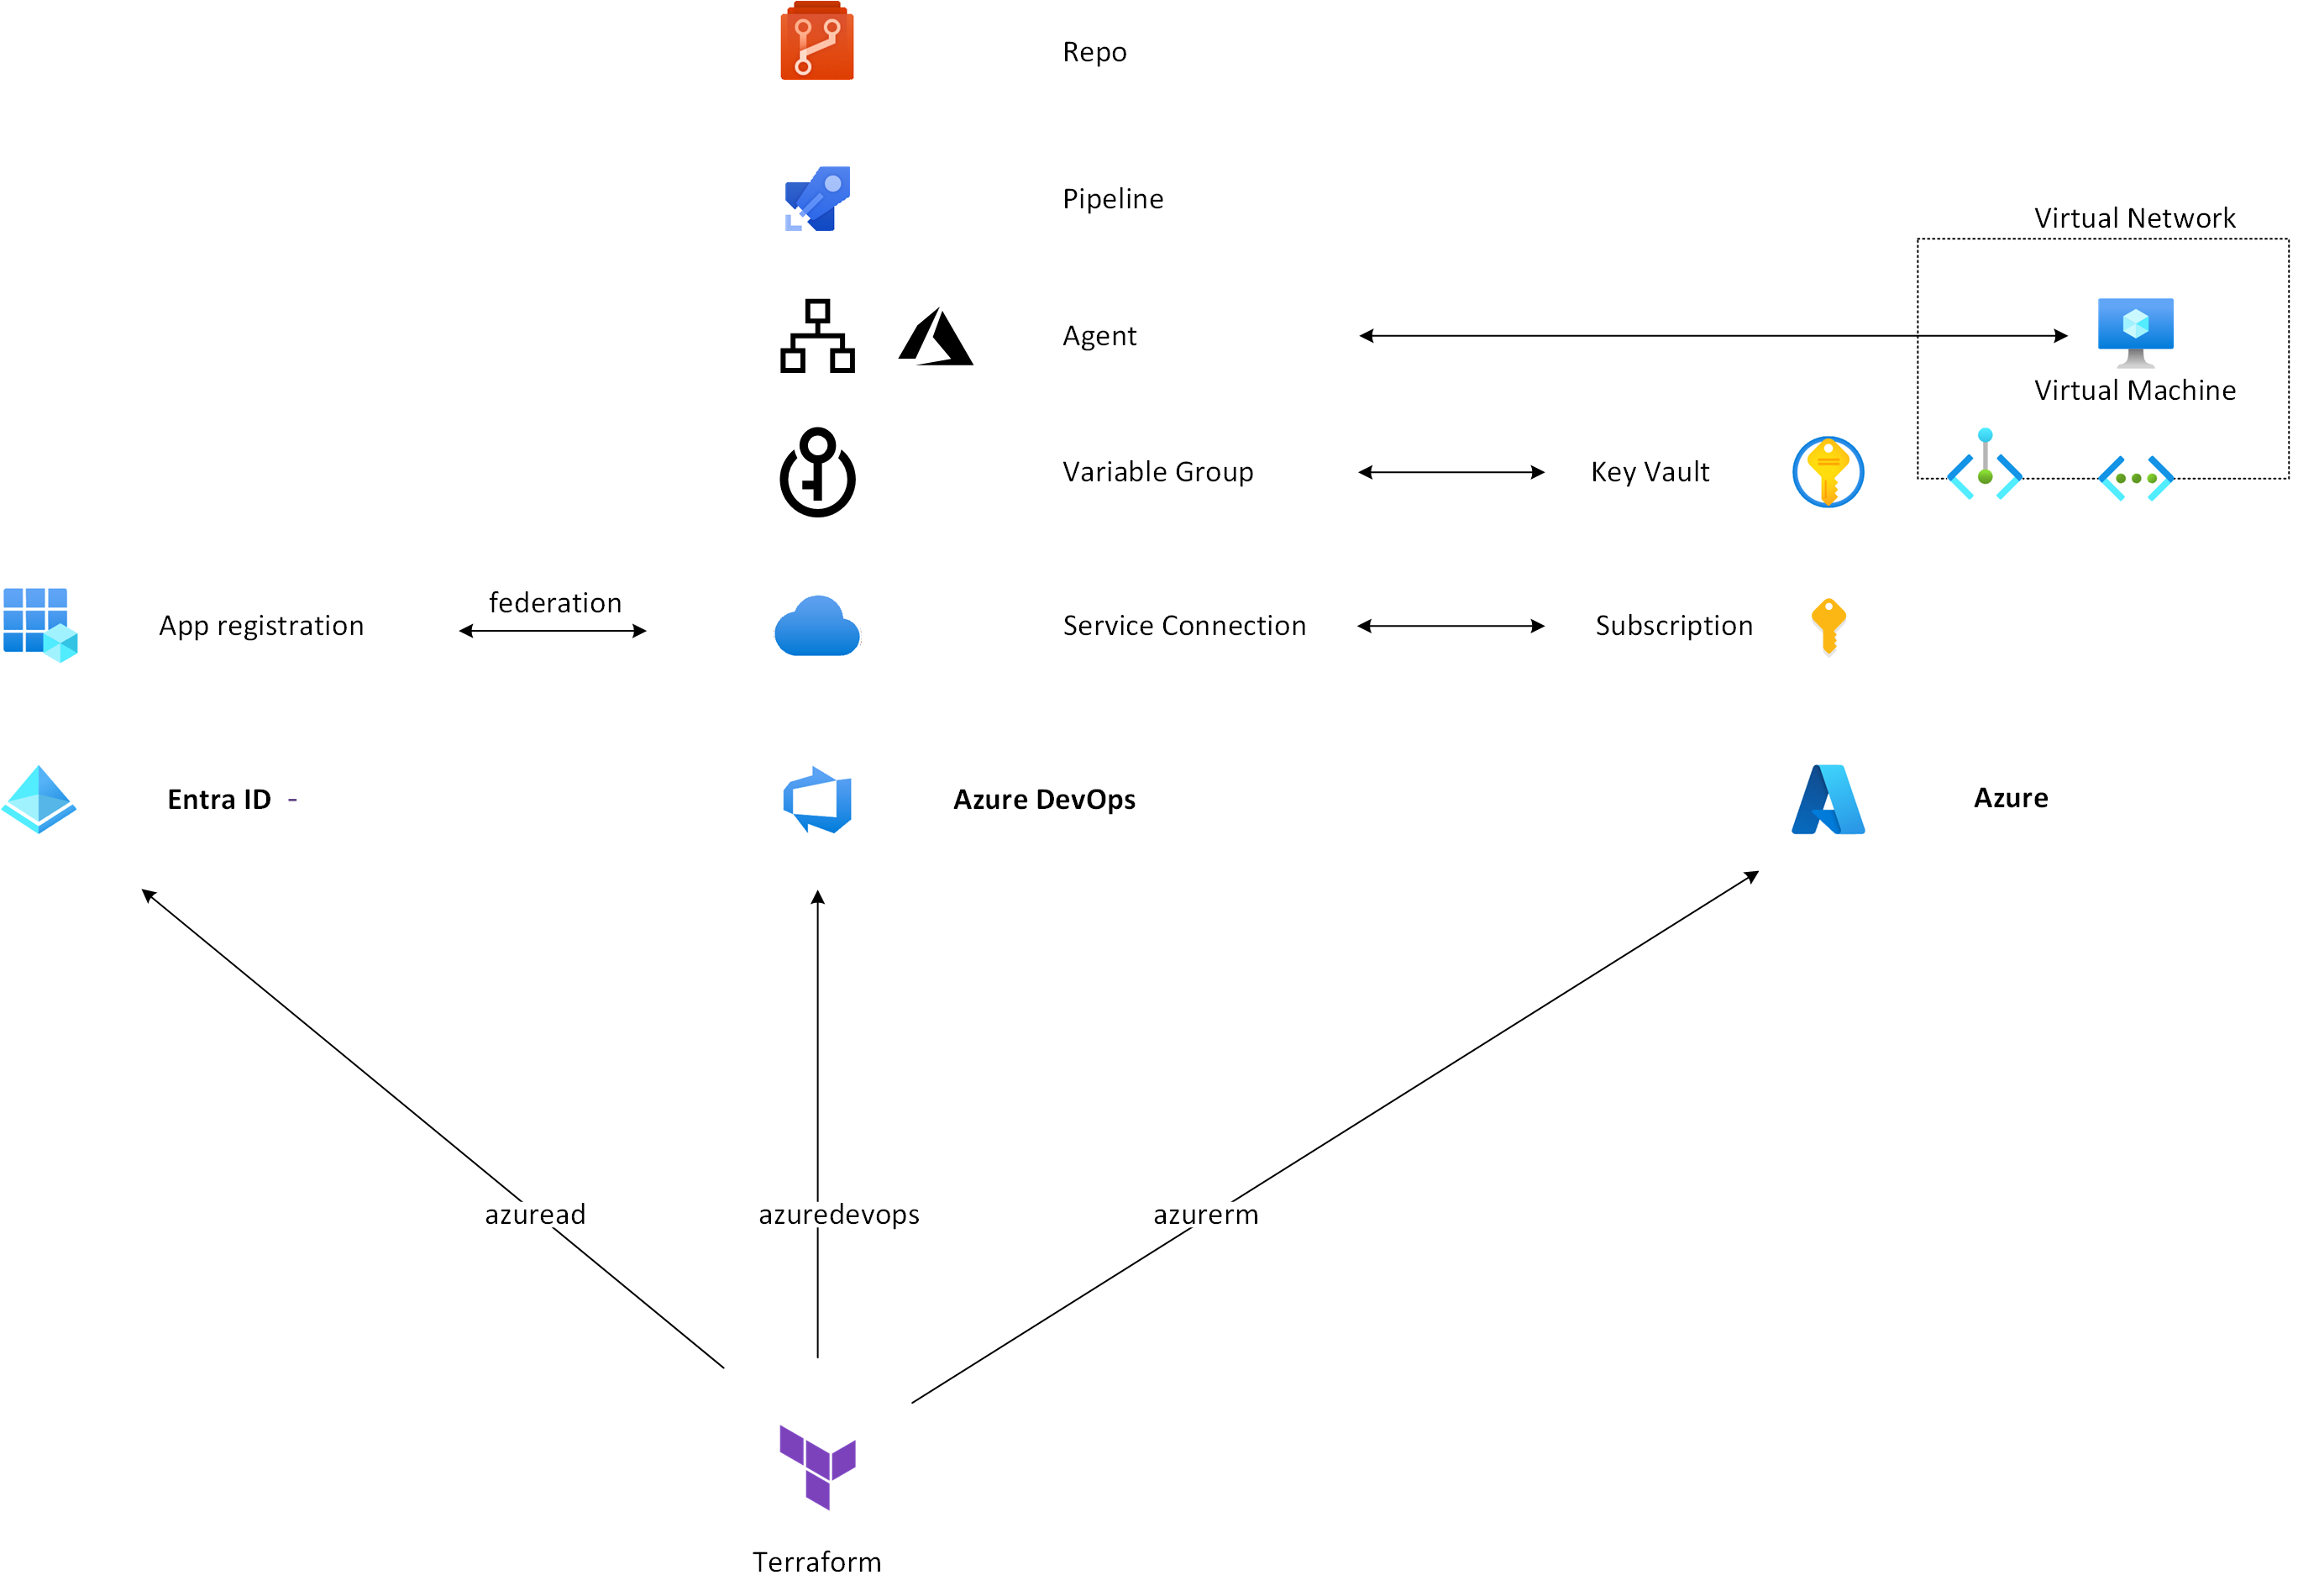 Repo
Pipeline
Virtual Network
Agent
Virtual Machine
Variable Group
Key Vault
federation
App registration
Service Connection
Subscription
Entra ID -
Azure DevOps
Azure
azuread
azuredevops
azurerm
Terraform